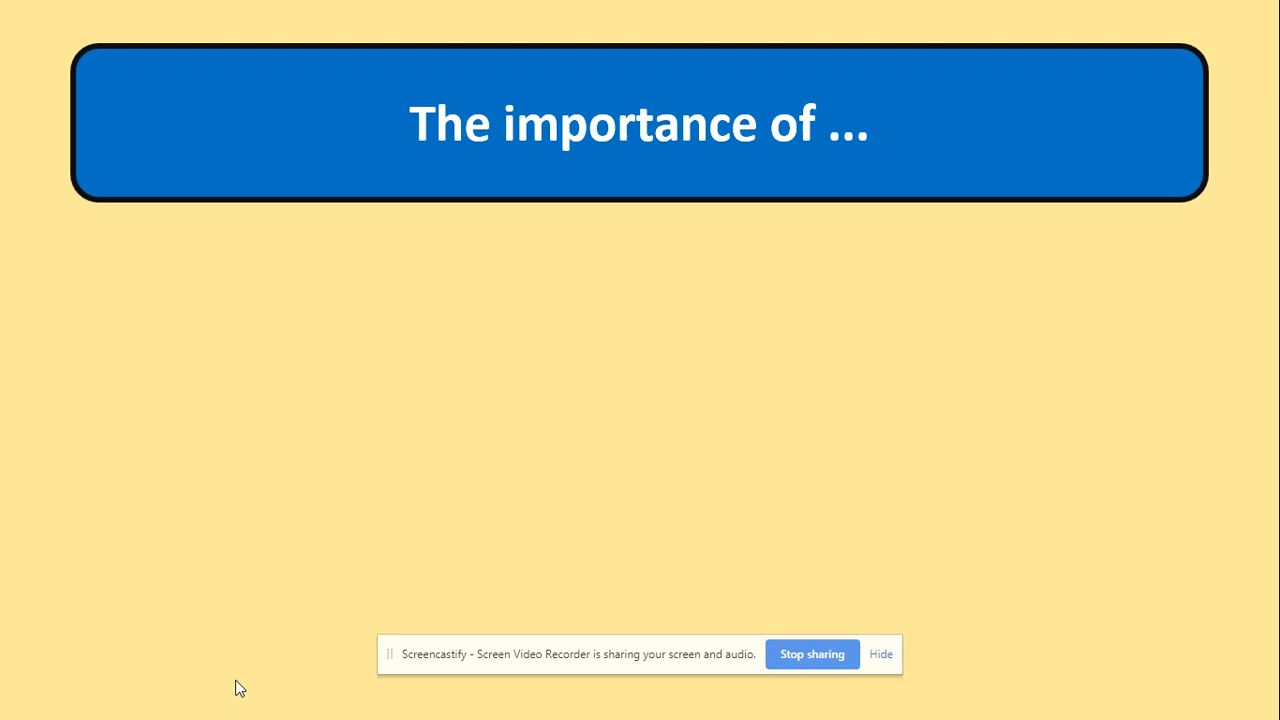 The importance of ...
Screencastify - Screen Video Recorder is sharing your screen and audio. Stop sharing Hide